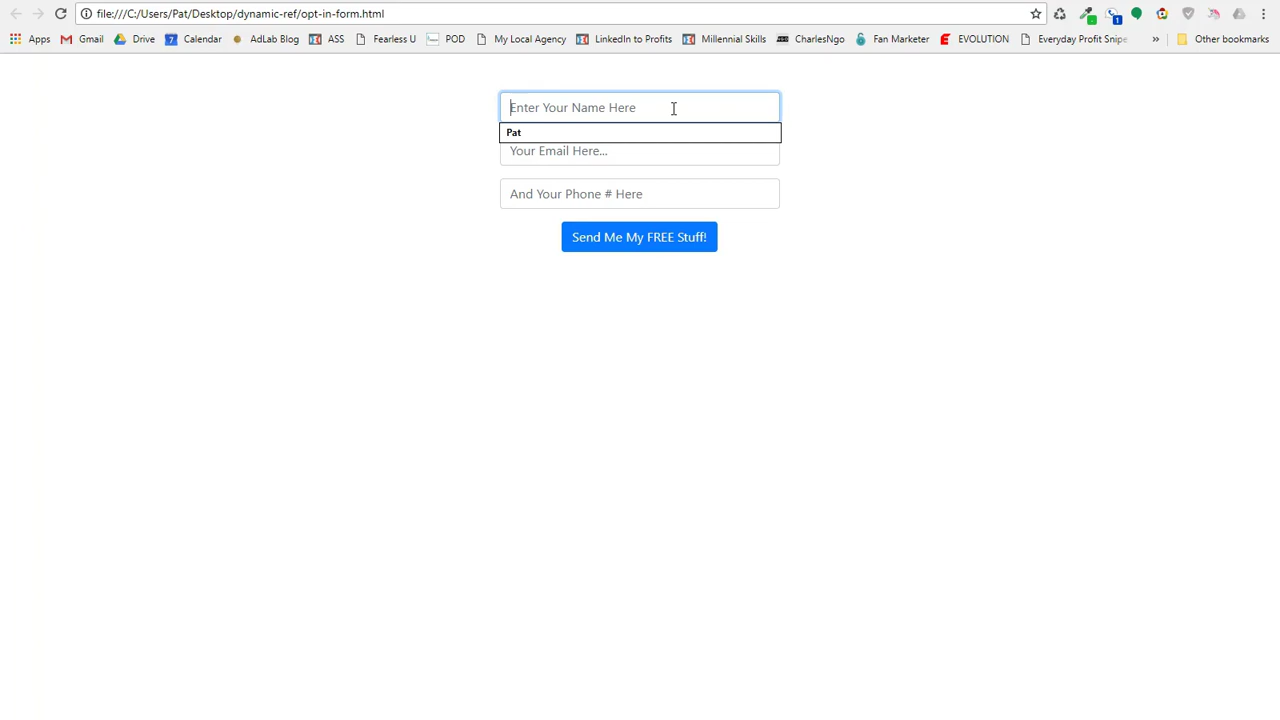 file:///C:/Users/Pat/Desktop/dynamic-ref/opt-in-form.html
1
Apps Gmail Drive 7 Calendar AdLab Blog ASS Fearless U POD My Local Agency LinkedIn to Profits Millennial Skills CharlesNgo Fan Marketer EVOLUTION Everyday Profit Snipe » Other bookmarks
Enter Your Name Here
Pat
Your Email Here...
And Your Phone # Here
Send Me My FREE Stuff!